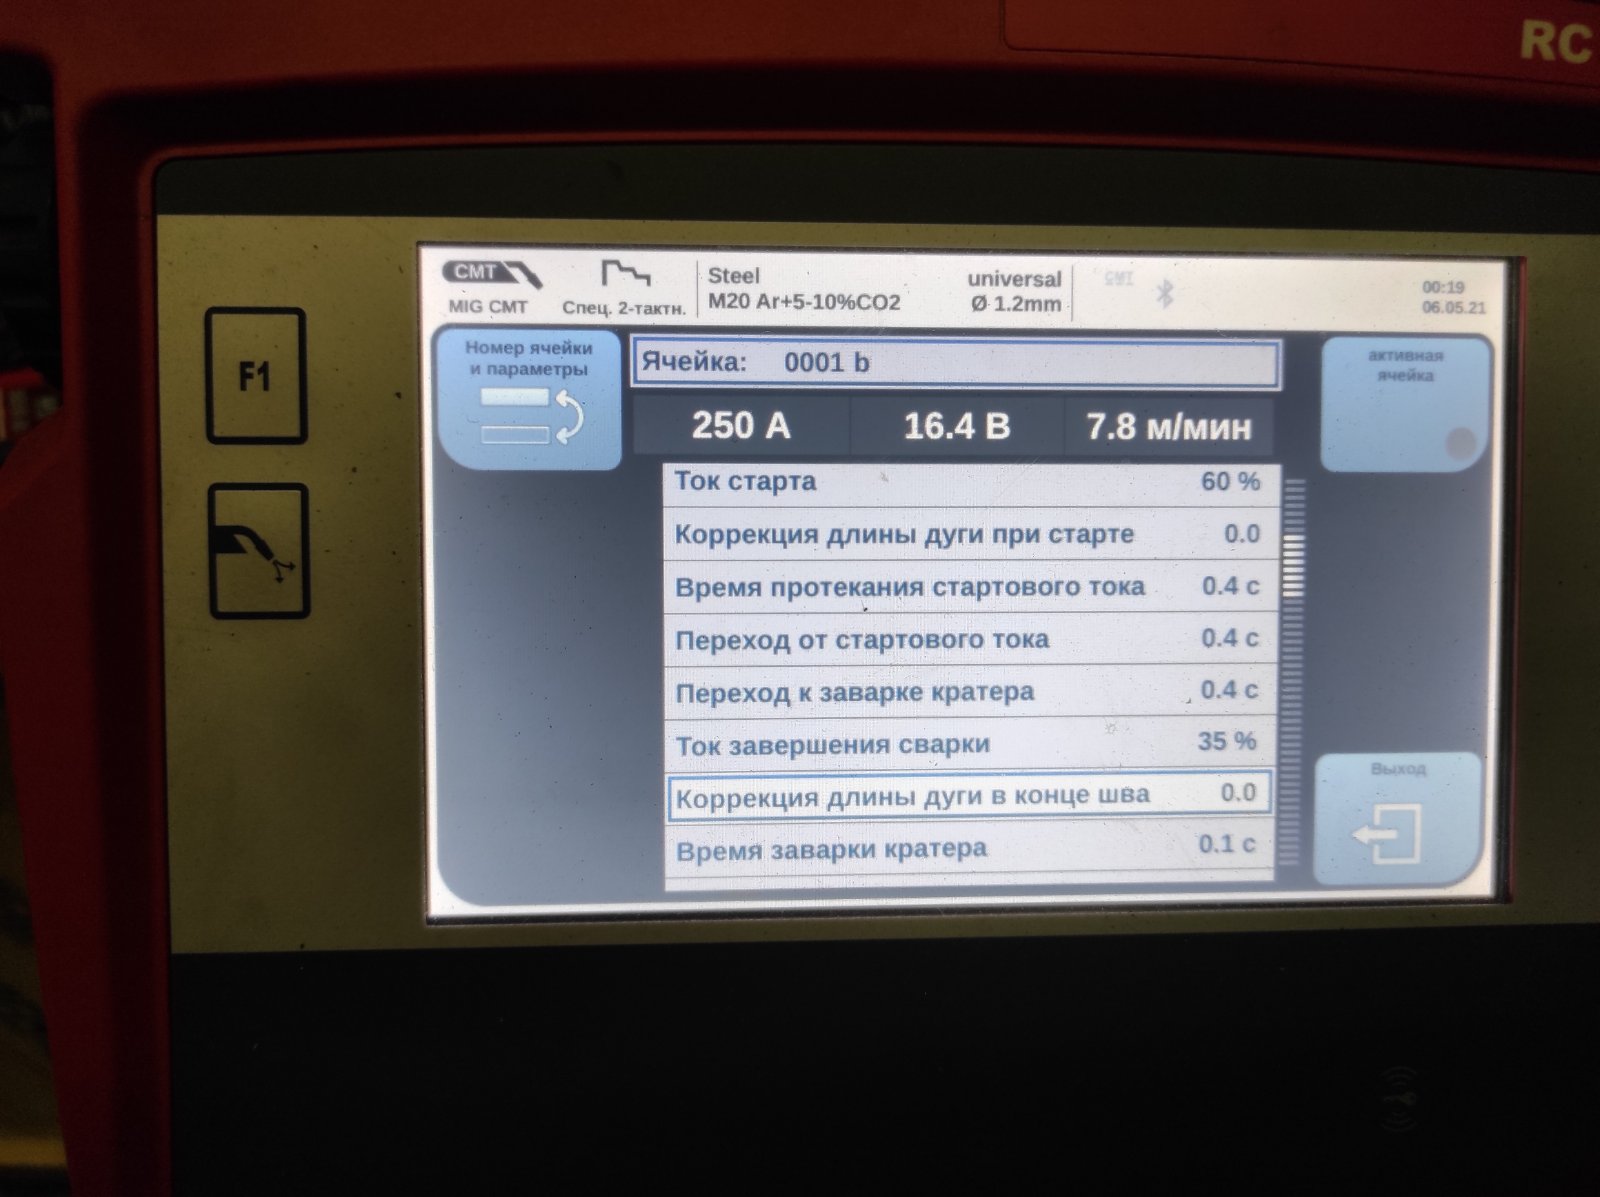 RC
CMT
MIG CMT
Спец. 2-тактн.
Steel
M20 Ar+5-10%CO2
universal
Ø 1.2mm
CMT
00:19
06.05.21
F1
Номер ячейки
и параметры
Ячейка: 0001 b
активная
ячейка
250 А 16.4 В 7.8 м/мин
Ток старта 60 %
Коррекция длины дуги при старте 0.0
Время протекания стартового тока 0.4 с
Переход от стартового тока 0.4 с
Переход к заварке кратера 0.4 с
Ток завершения сварки 35 %
Коррекция длины дуги в конце шва 0.0
Время заварки кратера 0.1 с
Выход